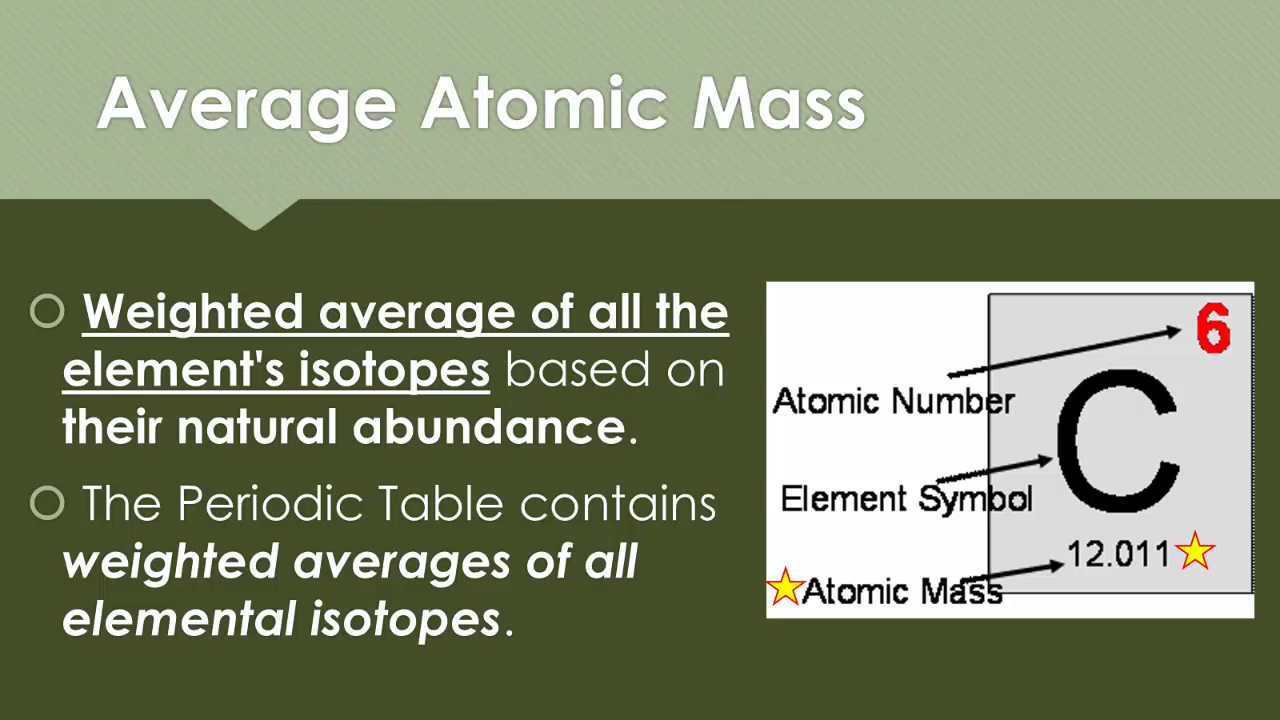 Average Atomic Mass
Weighted average of all the
element's isotopes based on
their natural abundance.
The Periodic Table contains
weighted averages of all
elemental isotopes.
6
Atomic Number
C
Element Symbol
12.011
Atomic Mass